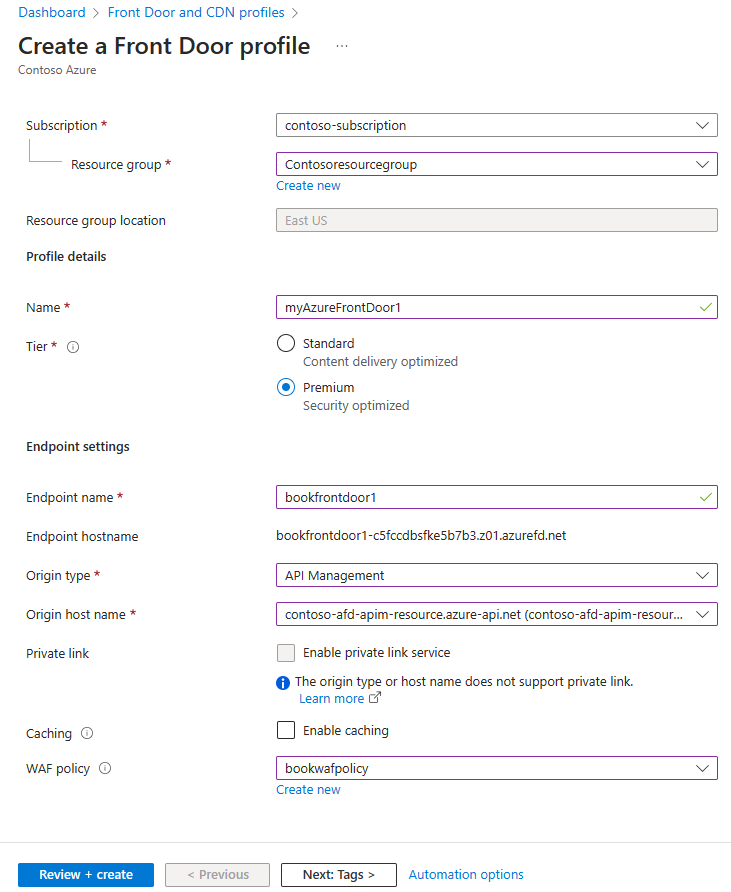 Dashboard > Front Door and CDN profiles >
Create a Front Door profile ...
Contoso Azure
Subscription * contoso-subscription
Resource group * Contosoresourcegroup
Create new
Resource group location East US
Profile details
Name * myAzureFrontDoor1
Tier * Standard
Content delivery optimized
Premium
Security optimized
Endpoint settings
Endpoint name * bookfrontdoor1
Endpoint hostname bookfrontdoor1-c5fccdbsfke5b7b3.z01.azurefd.net
Origin type * API Management
Origin host name * contoso-afd-apim-resource.azure-api.net (contoso-afd-apim-resour...
Private link Enable private link service
The origin type or host name does not support private link.
Learn more
Caching Enable caching
WAF policy bookwafpolicy
Create new
Review + create < Previous Next: Tags > Automation options